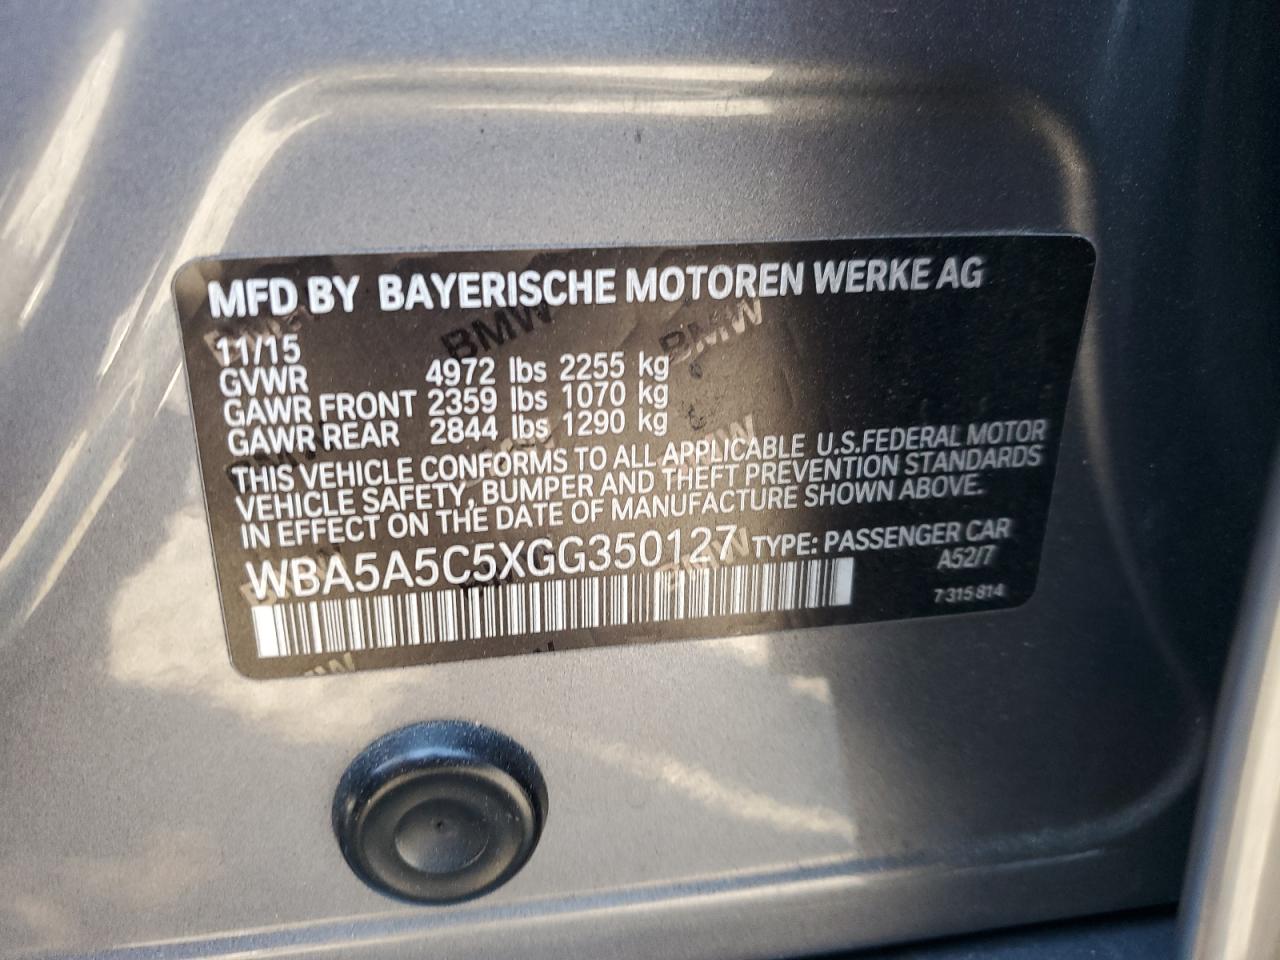 MFD BY BAYERISCHE MOTOREN WERKE AG
11/15
GVWR 4972 lbs 2255 kg
GAWR FRONT 2359 lbs 1070 kg
GAWR REAR 2844 lbs 1290 kg
THIS VEHICLE CONFORMS TO ALL APPLICABLE U.S.FEDERAL MOTOR
VEHICLE SAFETY, BUMPER AND THEFT PREVENTION STANDARDS
IN EFFECT ON THE DATE OF MANUFACTURE SHOWN ABOVE.
WBA5A5C5XGG350127 TYPE: PASSENGER CAR
A52/7
7 315 814
BMW
BMW